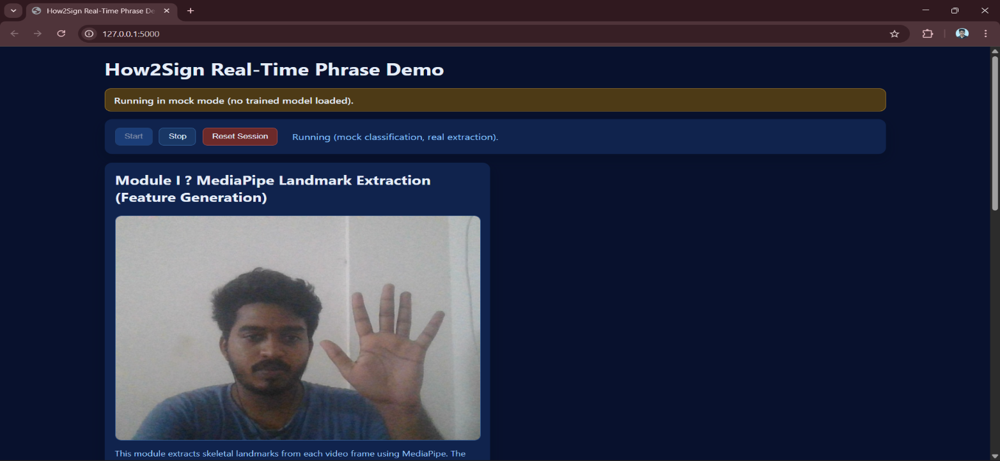 How2Sign Real-Time Phrase De
127.0.0.1:5000
How2Sign Real-Time Phrase Demo
Running in mock mode (no trained model loaded).
Start Stop Reset Session Running (mock classification, real extraction).
Module I ? MediaPipe Landmark Extraction
(Feature Generation)
This module extracts skeletal landmarks from each video frame using MediaPipe. The